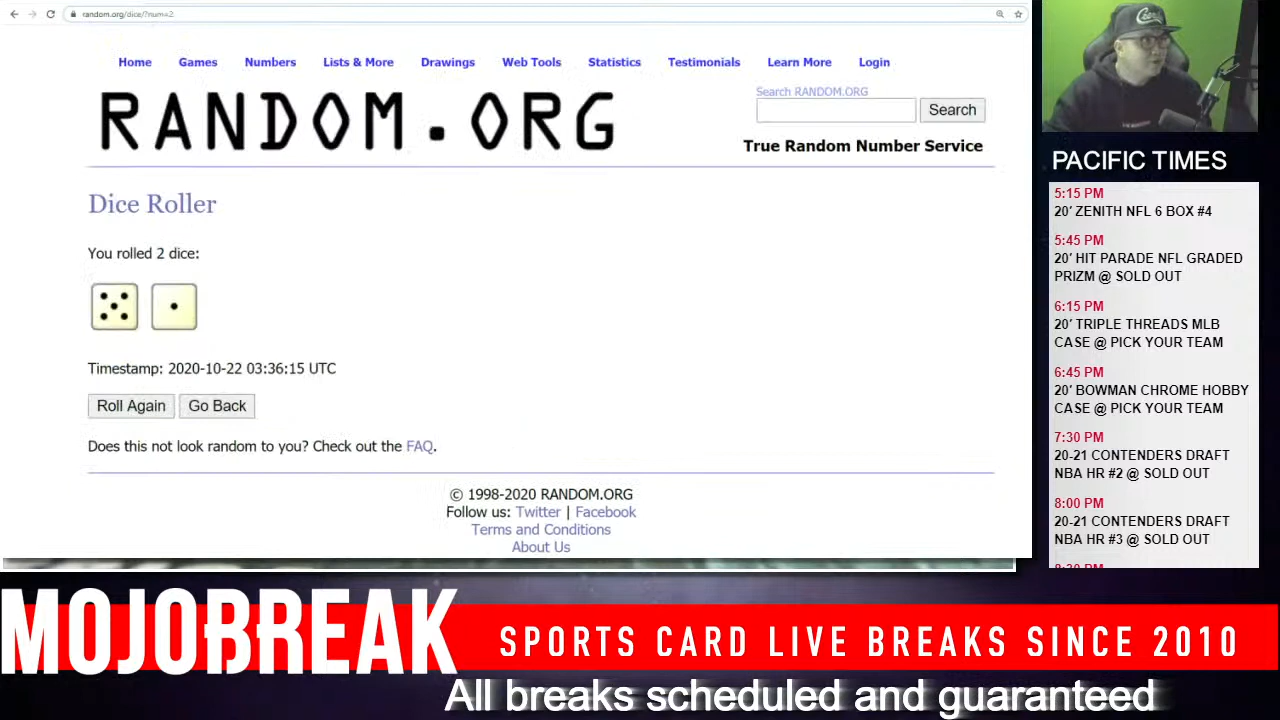 random.org/dice/?num=2
Home Games Numbers Lists & More Drawings Web Tools Statistics Testimonials Learn More Login
RANDOM.ORG
Search RANDOM.ORG
Search
True Random Number Service
Dice Roller
You rolled 2 dice:
Timestamp: 2020-10-22 03:36:15 UTC
Roll Again Go Back
Does this not look random to you? Check out the FAQ.
© 1998-2020 RANDOM.ORG
Follow us: Twitter | Facebook
Terms and Conditions
About Us
PACIFIC TIMES
5:15 PM
20' ZENITH NFL 6 BOX #4
5:45 PM
20' HIT PARADE NFL GRADED
PRIZM @ SOLD OUT
6:15 PM
20' TRIPLE THREADS MLB
CASE @ PICK YOUR TEAM
6:45 PM
20' BOWMAN CHROME HOBBY
CASE @ PICK YOUR TEAM
7:30 PM
20-21 CONTENDERS DRAFT
NBA HR #2 @ SOLD OUT
8:00 PM
20-21 CONTENDERS DRAFT
NBA HR #3 @ SOLD OUT
8:30 PM
MOJOBREAK
SPORTS CARD LIVE BREAKS SINCE 2010
All breaks scheduled and guaranteed